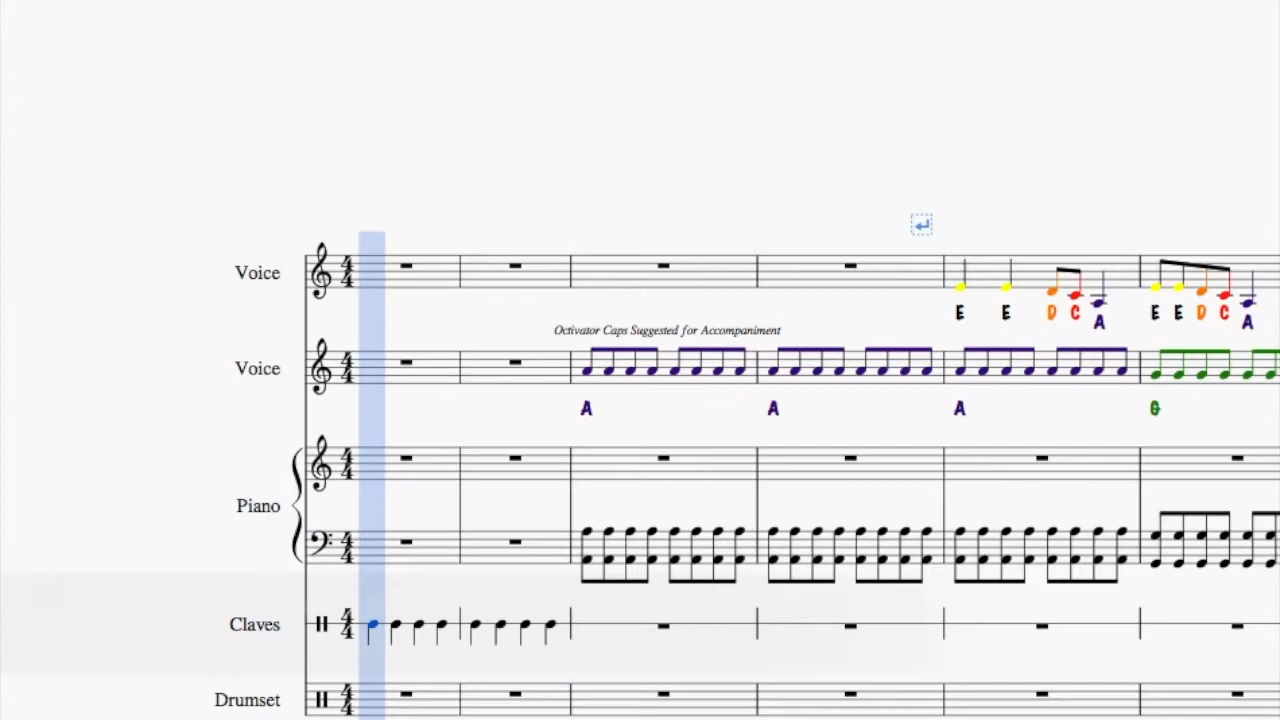 Voice
E E D C A E E D C A
Octivator Caps Suggested for Accompaniment
Voice
A A A G
Piano
Claves
Drumset